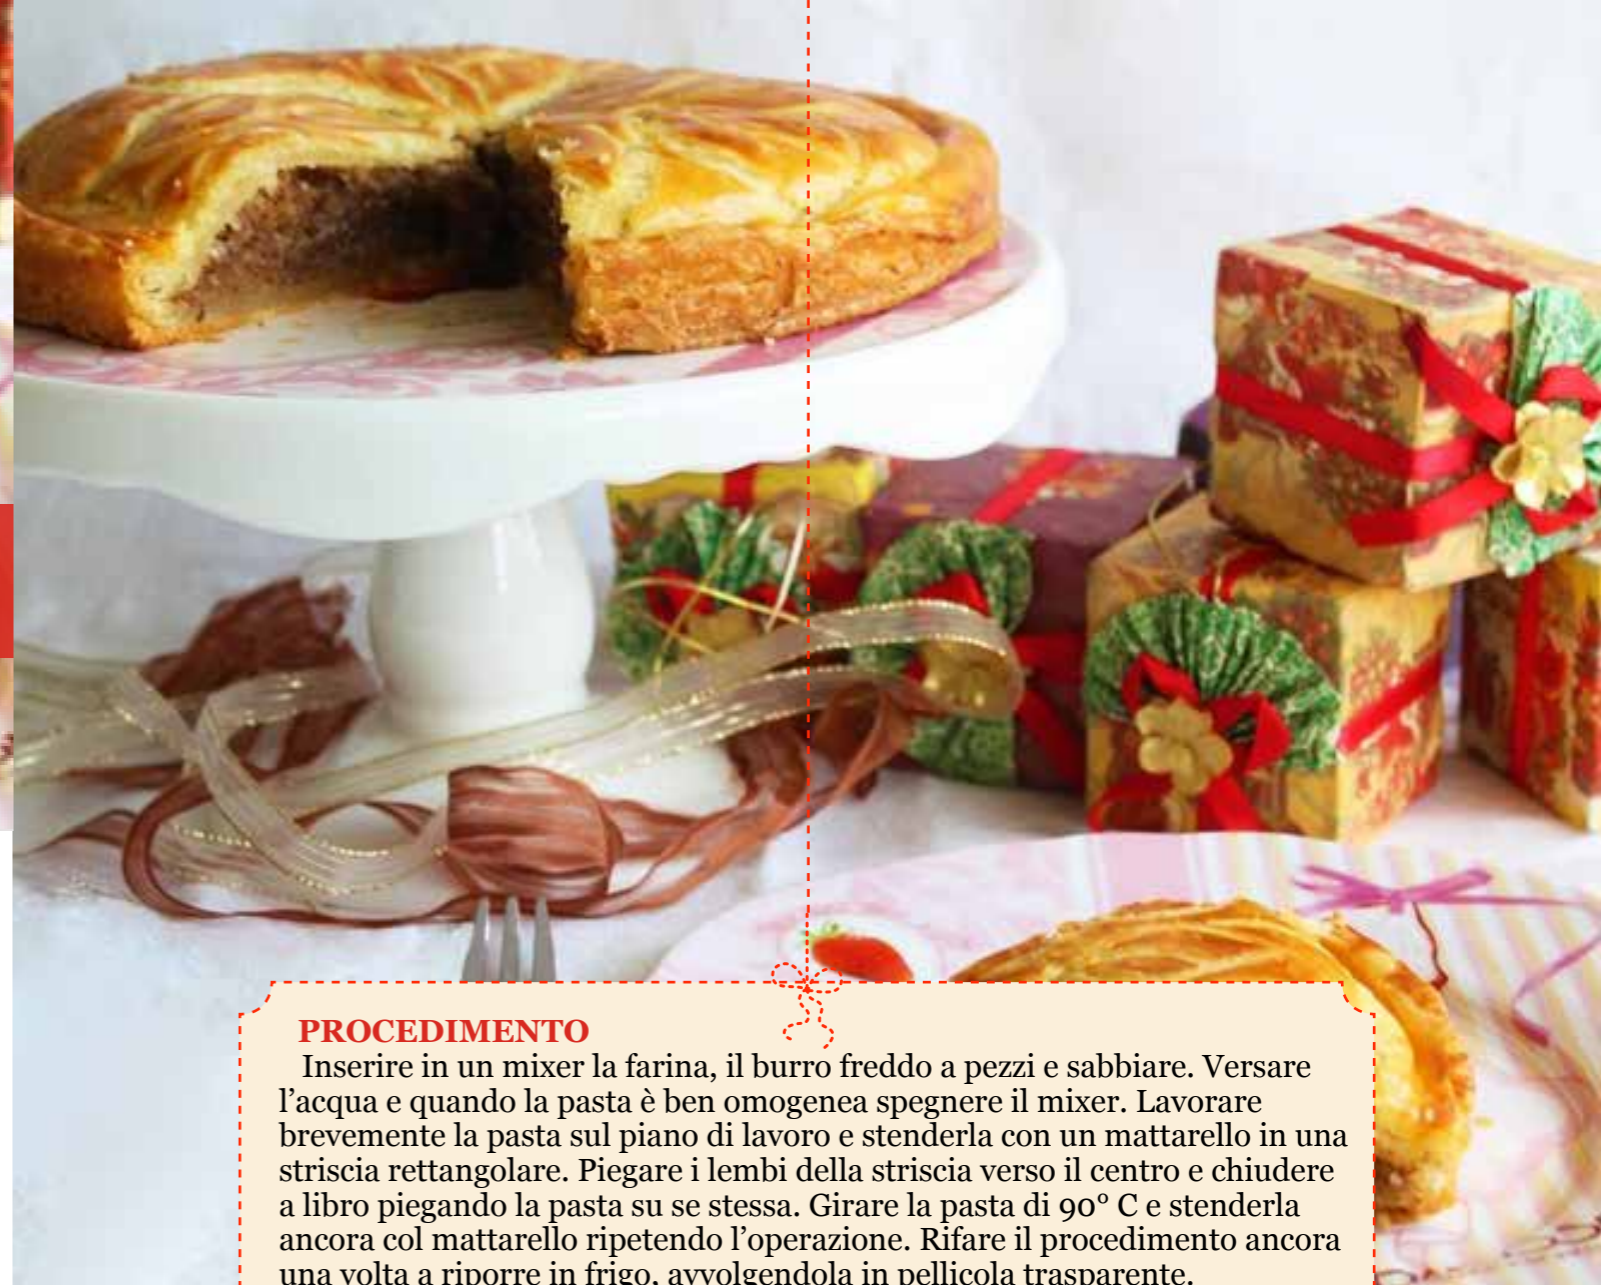 PROCEDIMENTO
Inserire in un mixer la farina, il burro freddo a pezzi e sabbiare. Versare
l'acqua e quando la pasta è ben omogenea spegnere il mixer. Lavorare
brevemente la pasta sul piano di lavoro e stenderla con un mattarello in una
striscia rettangolare. Piegare i lembi della striscia verso il centro e chiudere
a libro piegando la pasta su se stessa. Girare la pasta di 90° C e stenderla
ancora col mattarello ripetendo l'operazione. Rifare il procedimento ancora
una volta a riporre in frigo, avvolgendola in pellicola trasparente.